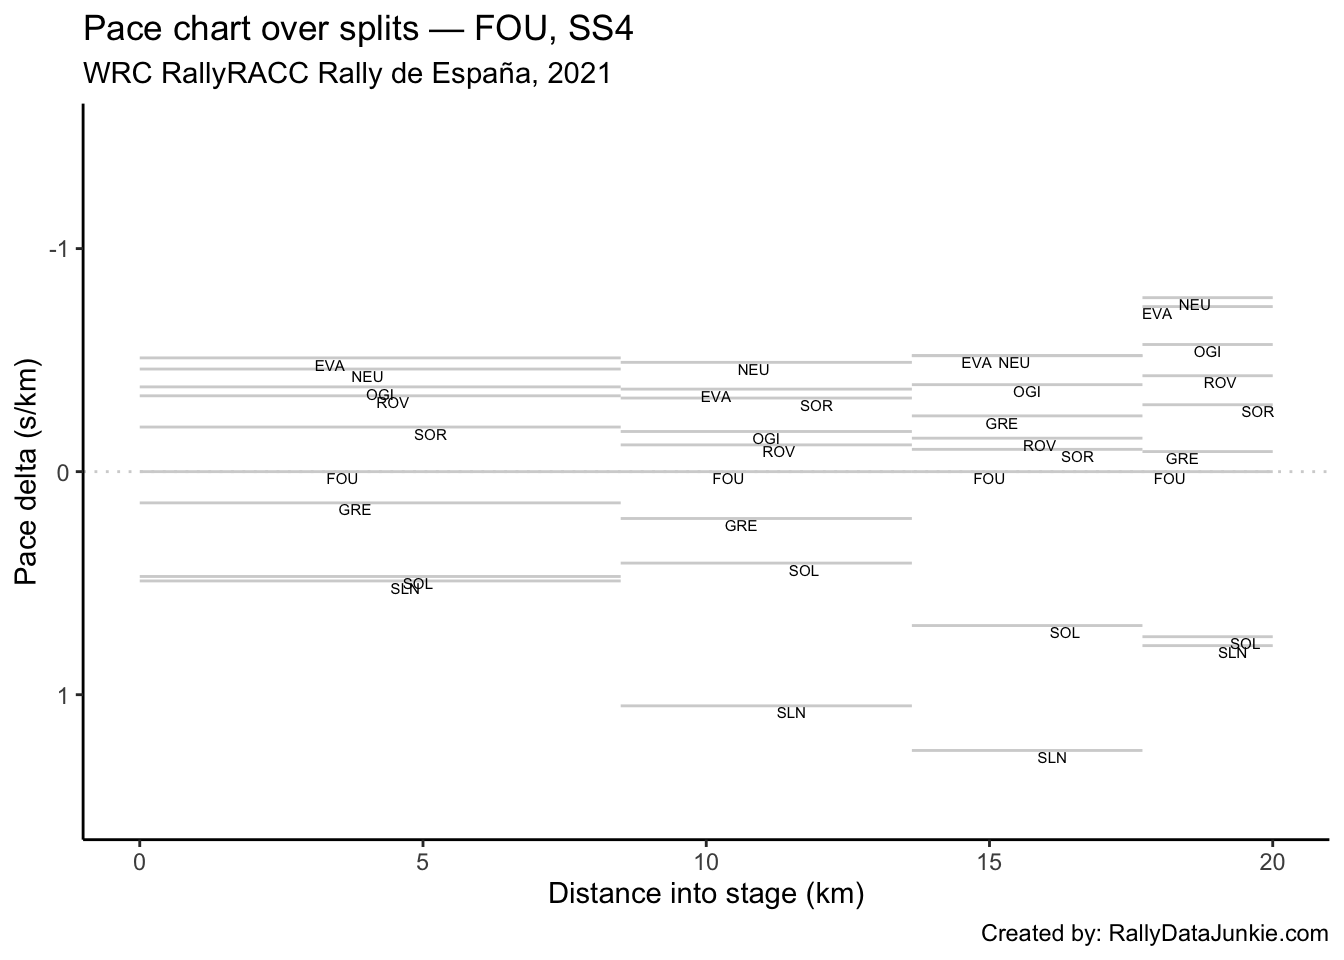 Pace chart over splits — FOU, SS4
WRC RallyRACC Rally de España, 2021
Pace delta (s/km)
-1
0
1
EVA
NEU
OGI
ROV
SOR
FOU
GRE
SOL
SLN
NEU
EVA
SOR
OGI
ROV
FOU
GRE
SOL
SLN
EVA NEU
OGI
GRE
ROV
SOR
FOU
SOL
SLN
NEU
EVA
OGI
ROV
SOR
GRE
FOU
SOL
SLN
0 5 10 15 20
Distance into stage (km)
Created by: RallyDataJunkie.com